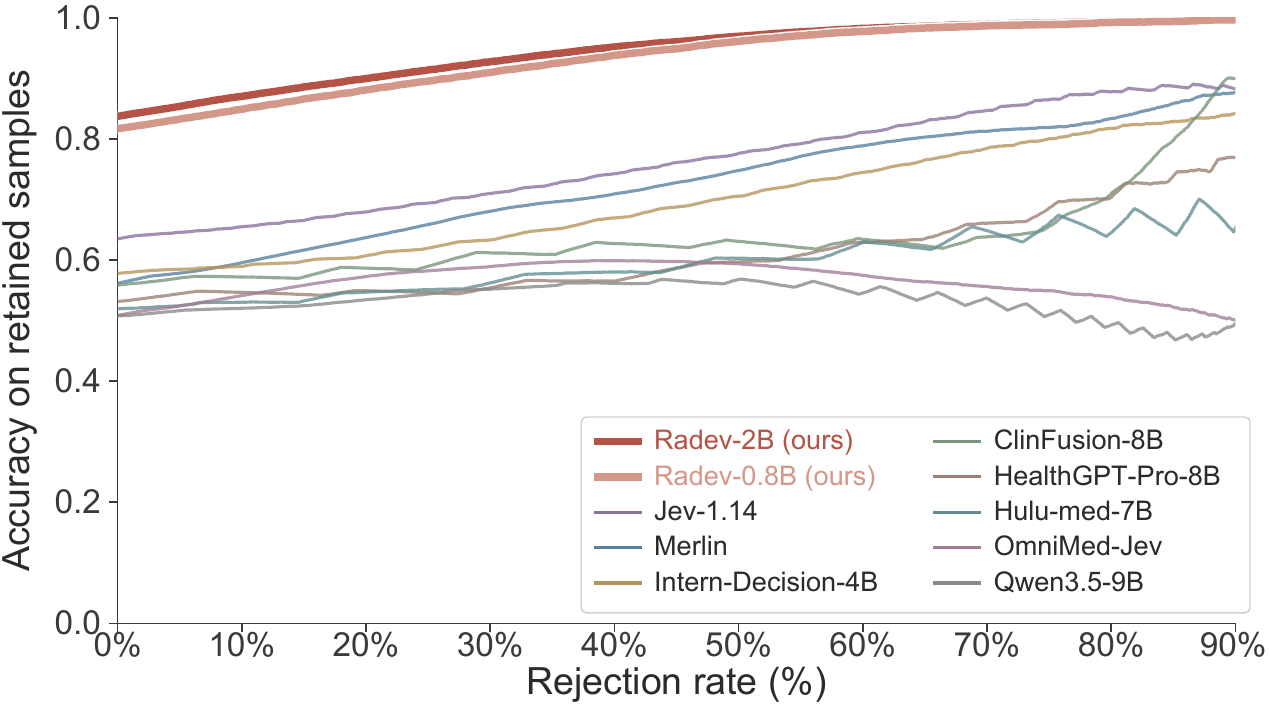 Accuracy on retained samples
1.0
0.8
0.6
0.4
0.2
0.0
0% 10% 20% 30% 40% 50% 60% 70% 80% 90%
Rejection rate (%)
Radev-2B (ours)
Radev-0.8B (ours)
Jev-1.14
Merlin
Intern-Decision-4B
ClinFusion-8B
HealthGPT-Pro-8B
Hulu-med-7B
OmniMed-Jev
Qwen3.5-9B